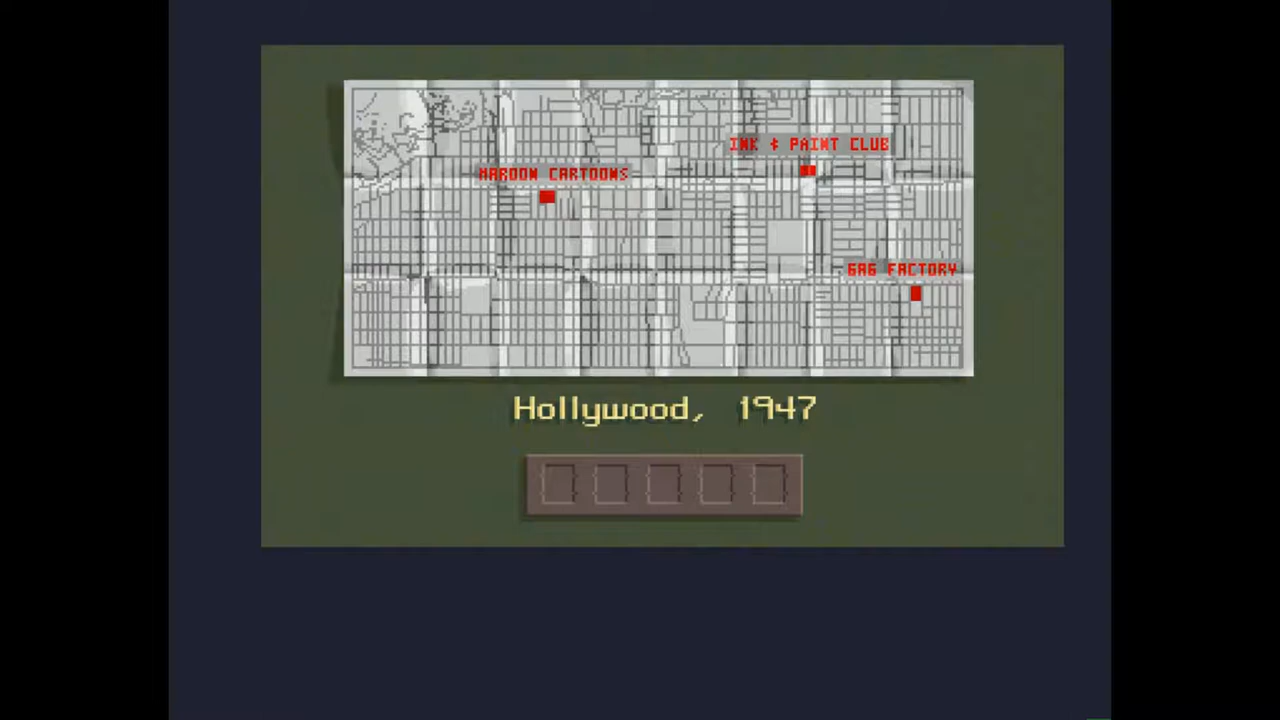 INK & PAINT CLUB
MAROON CARTOONS
GAG FACTORY
Hollywood, 1947